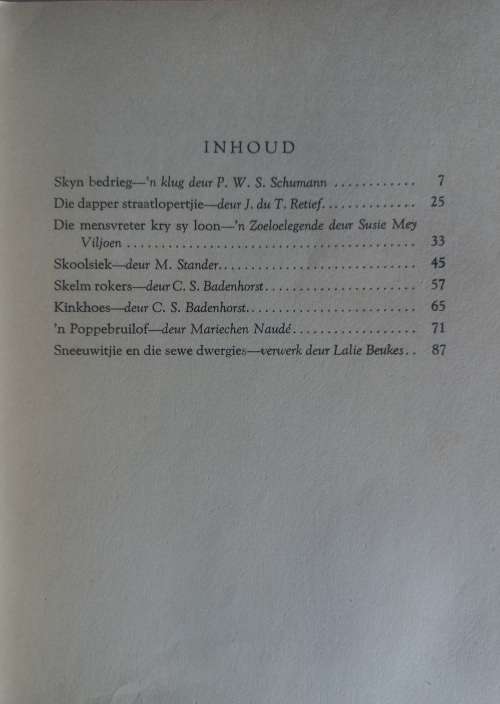 INHOUD
Skyn bedrieg—'n klug deur P. W. S. Schumann ............ 7
Die dapper straatlopertjie—deur J. du T. Retief.............. 25
Die mensvreter kry sy loon—'n Zoeloelegende deur Susie Mey
Viljoen ......................................... 33
Skoolsiek—deur M. Stander............................ 45
Skelm rokers—deur C. S. Badenhorst...................... 57
Kinkhoes—deur C. S. Badenhorst........................ 65
'n Poppebruilof—deur Mariechen Naudé.................. 71
Sneeuwitjie en die sewe dwergies—verwerk deur Lalie Beukes.. 87